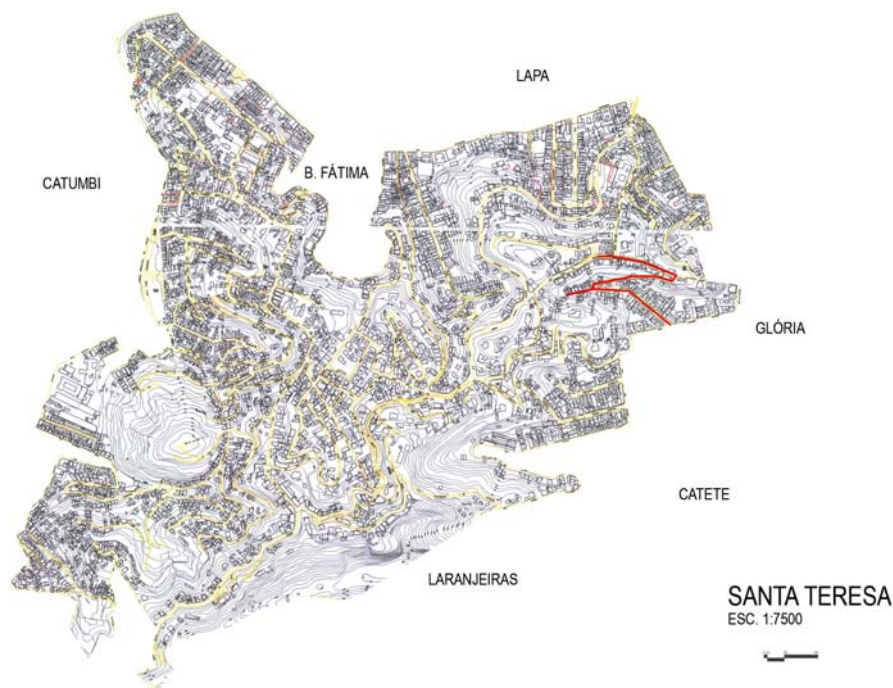 LAPA
B. FÁTIMA
CATUMBI
GLÓRIA
CATETE
LARANJEIRAS
SANTA TERESA
ESC. 1:7500